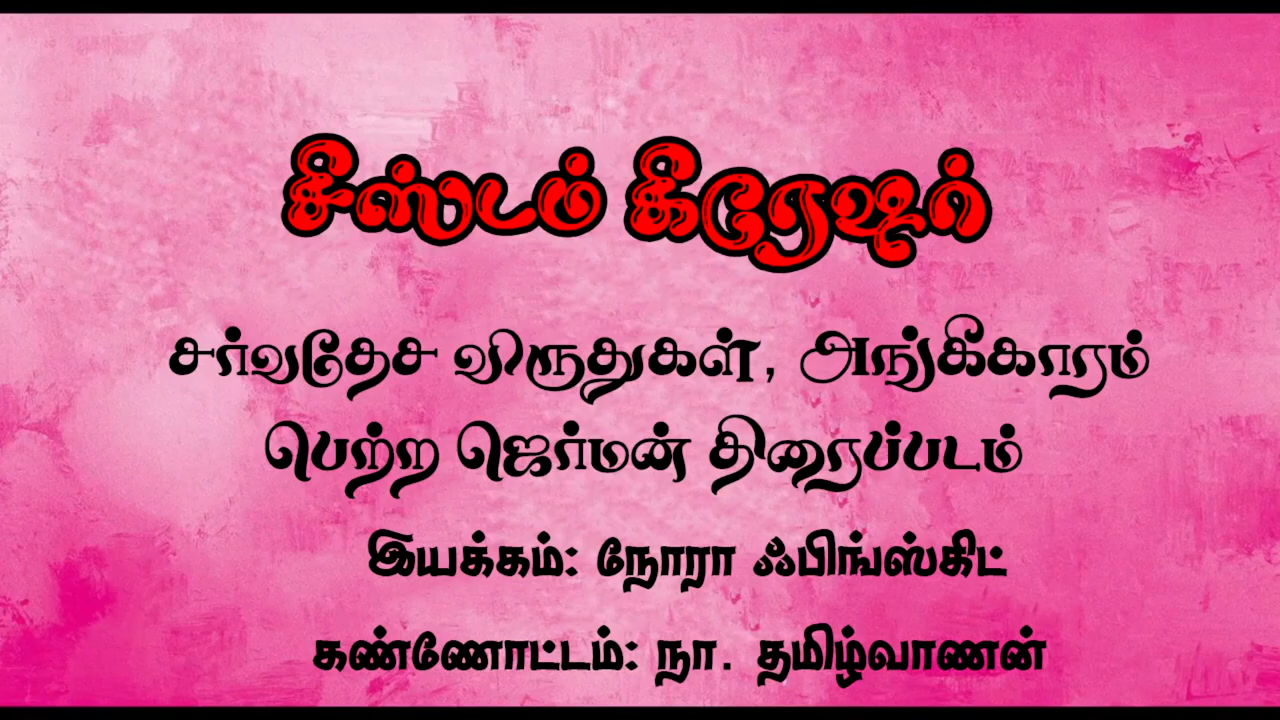 சீஸ்டம் கீரேஷர்
சர்வதேச விருதுகள், அங்கீகாரம்
பெற்ற ஜெர்மன் திரைப்படம்
இயக்கம்: நோரா ஃபிங்ஸ்கிட்
கண்ணோட்டம்: நா. தமிழ்வாணன்